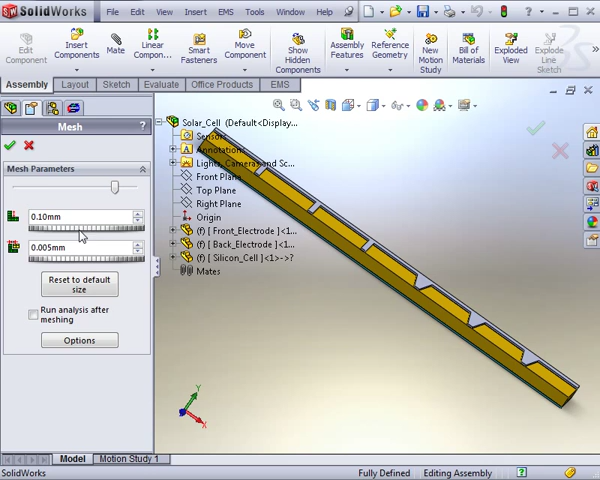 SolidWorks File Edit View Insert Tools EMS Window Help
Edit Component
Insert Components
Mate
Linear Compon...
Smart Fasteners
Move Component
Show Hidden Components
Assembly Features
Reference Geometry
New Motion Study
Bill of Materials
Exploded View
Explode Line Sketch
Assembly Layout Sketch Evaluate Office Products EMS
Mesh ?
Mesh Parameters
0.10mm
0.005mm
Reset to default size
Run analysis after meshing
Options
Solar_Cell (Default<Display...
Sensors
Annotations
Lights, Cameras and Sc...
Front Plane
Top Plane
Right Plane
Origin
(f) [ Front_Electrode ]<1...
(f) [ Back_Electrode ]<1...
(f) [ Silicon_Cell ]<1>->?
Mates
Y
X
Z
Model Motion Study 1
SolidWorks Fully Defined Editing Assembly ?